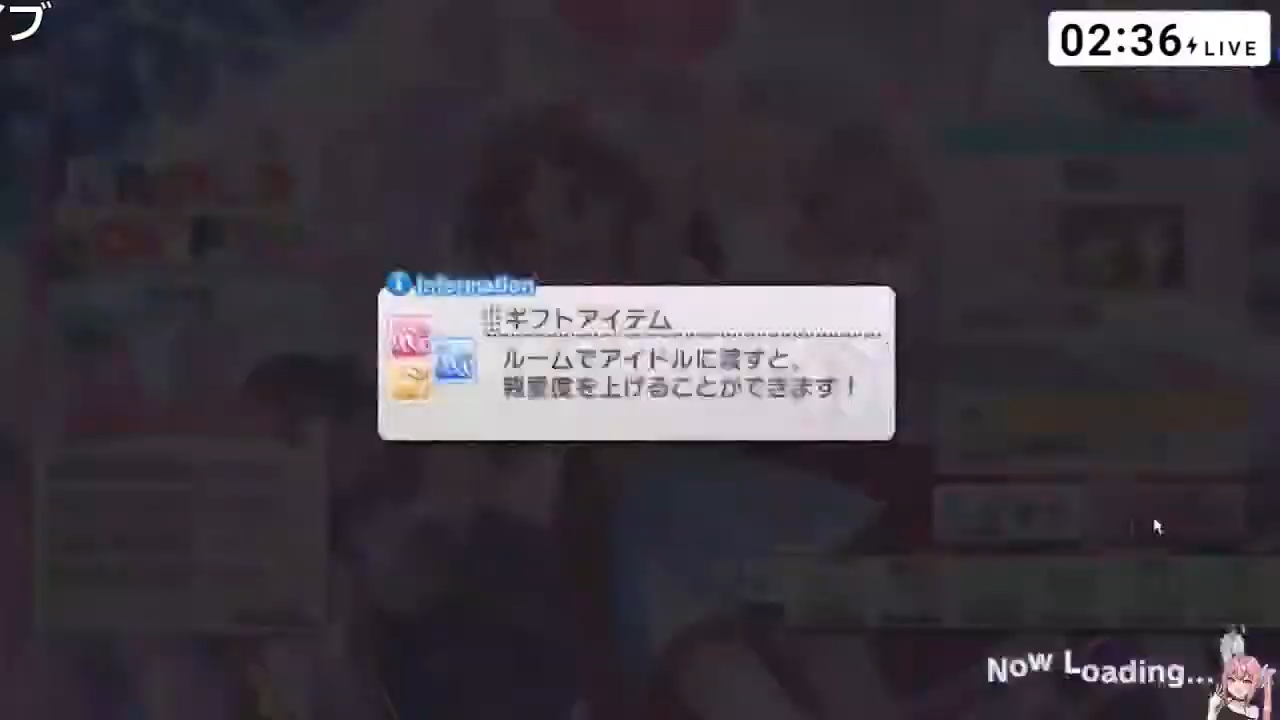 ブ
02:36 LIVE
Information
ギフトアイテム
ルームでアイドルに渡すと、
親愛度を上げることができます！
Now Loading...